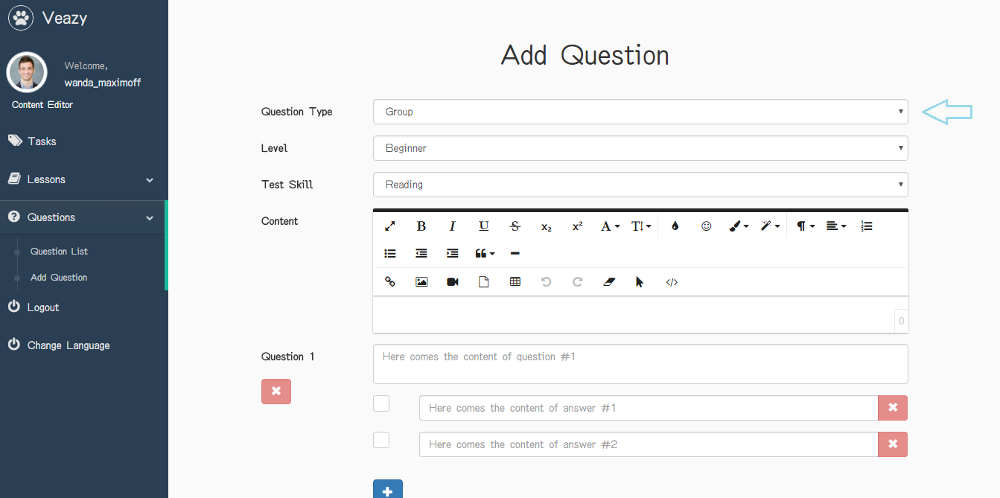 Veazy
Welcome,
wanda_maximoff
Content Editor
Tasks
Lessons
Questions
Question List
Add Question
Logout
Change Language
Add Question
Question Type
Group
Level
Beginner
Test Skill
Reading
Content
B I U S x₂ x² A T
0
Question 1
Here comes the content of question #1
Here comes the content of answer #1
Here comes the content of answer #2